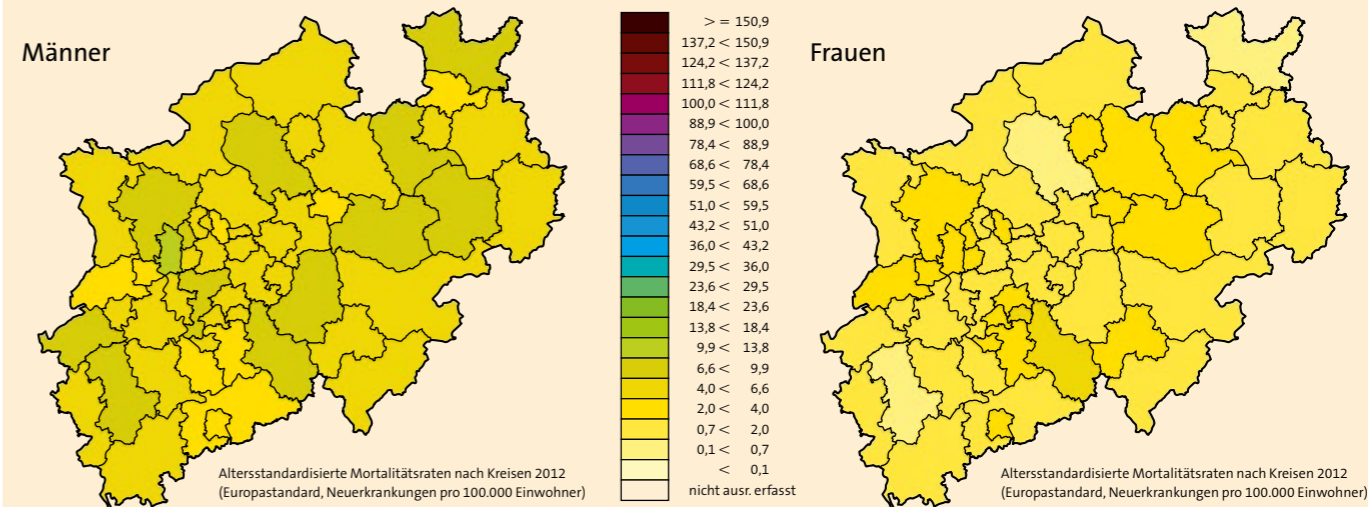 Männer
> = 150,9
137,2 < 150,9
124,2 < 137,2
111,8 < 124,2
100,0 < 111,8
88,9 < 100,0
78,4 < 88,9
68,6 < 78,4
59,5 < 68,6
51,0 < 59,5
43,2 < 51,0
36,0 < 43,2
29,5 < 36,0
23,6 < 29,5
18,4 < 23,6
13,8 < 18,4
9,9 < 13,8
6,6 < 9,9
4,0 < 6,6
2,0 < 4,0
0,7 < 2,0
0,1 < 0,7
< 0,1
nicht ausr. erfasst
Altersstandardisierte Mortalitätsraten nach Kreisen 2012
(Europastandard, Neuerkrankungen pro 100.000 Einwohner)
Frauen
Altersstandardisierte Mortalitätsraten nach Kreisen 2012
(Europastandard, Neuerkrankungen pro 100.000 Einwohner)